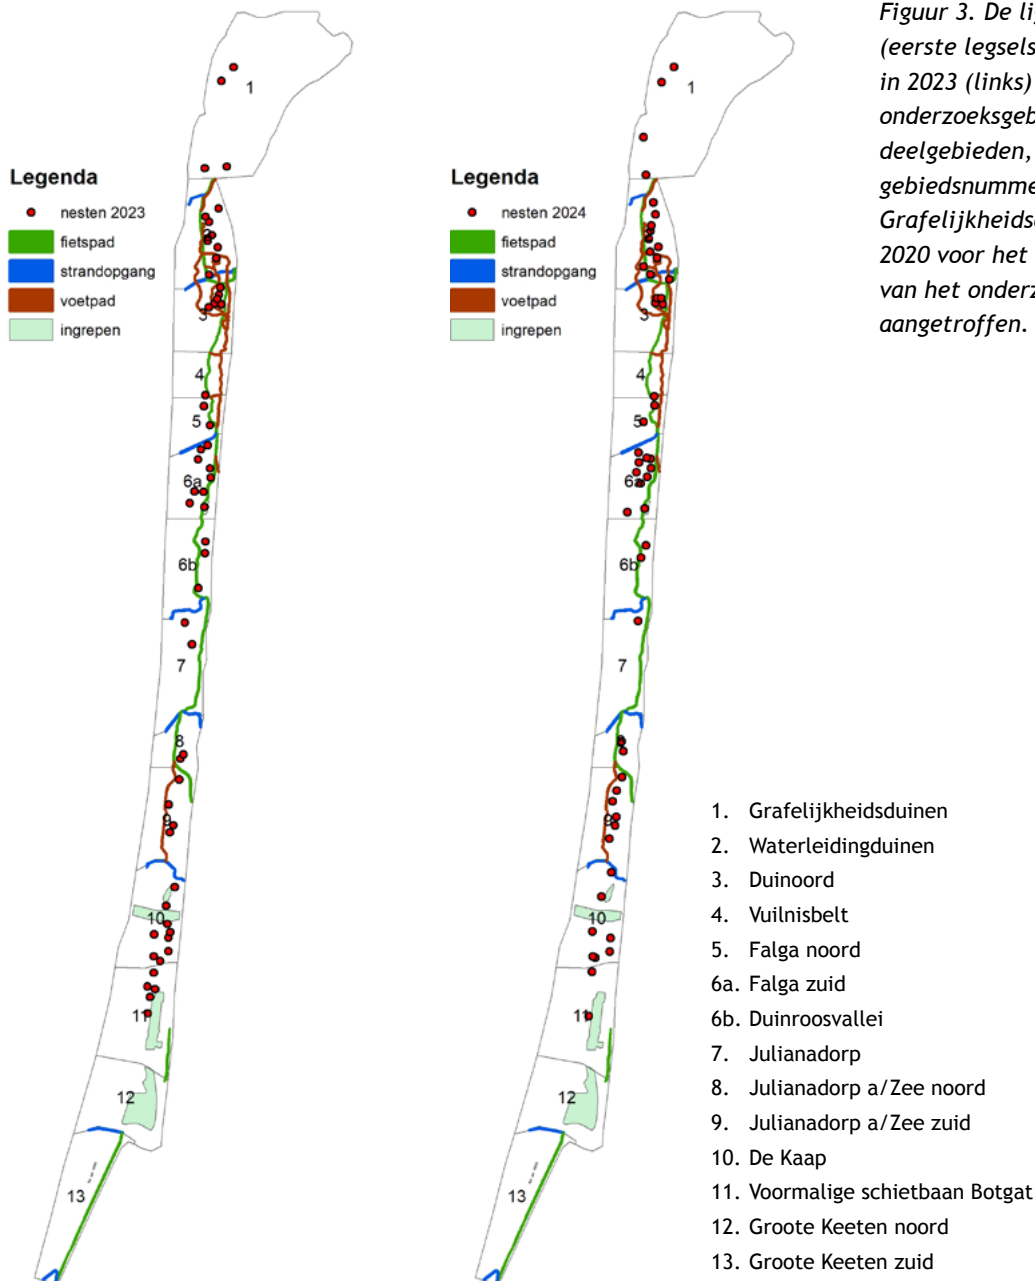 Figuur 3. De lig
(eerste legsels
in 2023 (links)
onderzoeksgeb
deelgebieden,
gebiedsnumme
Grafelijkheidsd
2020 voor het
van het onderz
aangetroffen.
Legenda
nesten 2023
fietspad
strandopgang
voetpad
ingrepen
1
2
3
4
5
6a
6b
7
8
9
10
11
12
13
Legenda
nesten 2024
fietspad
strandopgang
voetpad
ingrepen
1
3
4
5
6a
6b
7
9
10
11
12
13
1. Grafelijkheidsduinen
2. Waterleidingduinen
3. Duinoord
4. Vuilnisbelt
5. Falga noord
6a. Falga zuid
6b. Duinroosvallei
7. Julianadorp
8. Julianadorp a/Zee noord
9. Julianadorp a/Zee zuid
10. De Kaap
11. Voormalige schietbaan Botgat
12. Groote Keeten noord
13. Groote Keeten zuid